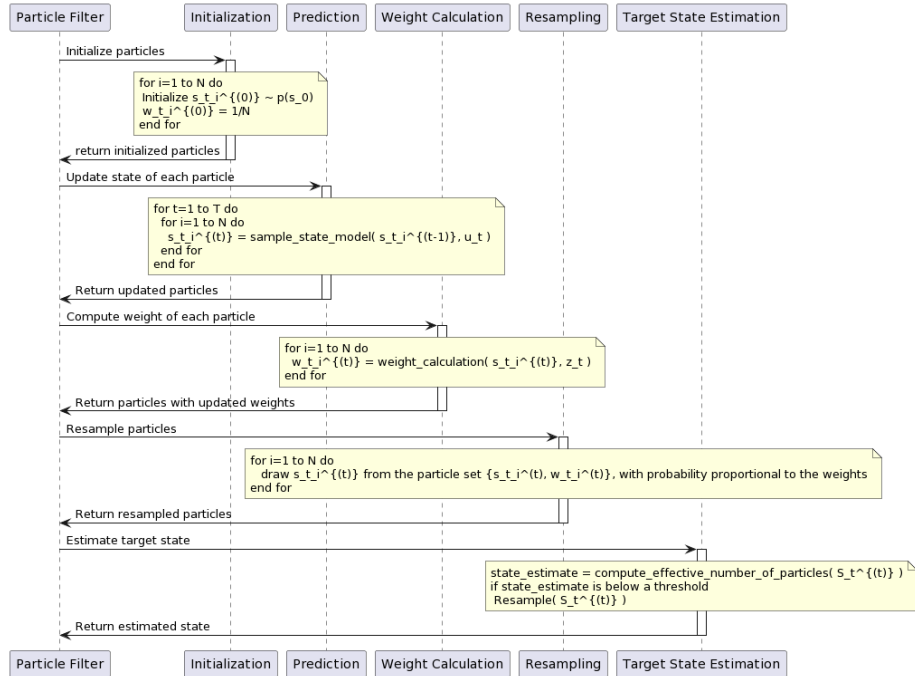 Particle Filter Initialization Prediction Weight Calculation Resampling Target State Estimation
Initialize particles
for i=1 to N do
Initialize s_t_i^{(0)} ~ p(s_0)
w_t_i^{(0)} = 1/N
end for
return initialized particles
Update state of each particle
for t=1 to T do
for i=1 to N do
s_t_i^{(t)} = sample_state_model( s_t_i^{(t-1)}, u_t )
end for
end for
Return updated particles
Compute weight of each particle
for i=1 to N do
w_t_i^{(t)} = weight_calculation( s_t_i^{(t)}, z_t )
end for
Return particles with updated weights
Resample particles
for i=1 to N do
draw s_t_i^{(t)} from the particle set {s_t_i^(t), w_t_i^(t)}, with probability proportional to the weights
end for
Return resampled particles
Estimate target state
state_estimate = compute_effective_number_of_particles( S_t^{(t)} )
if state_estimate is below a threshold
Resample( S_t^{(t)} )
Return estimated state
Particle Filter Initialization Prediction Weight Calculation Resampling Target State Estimation